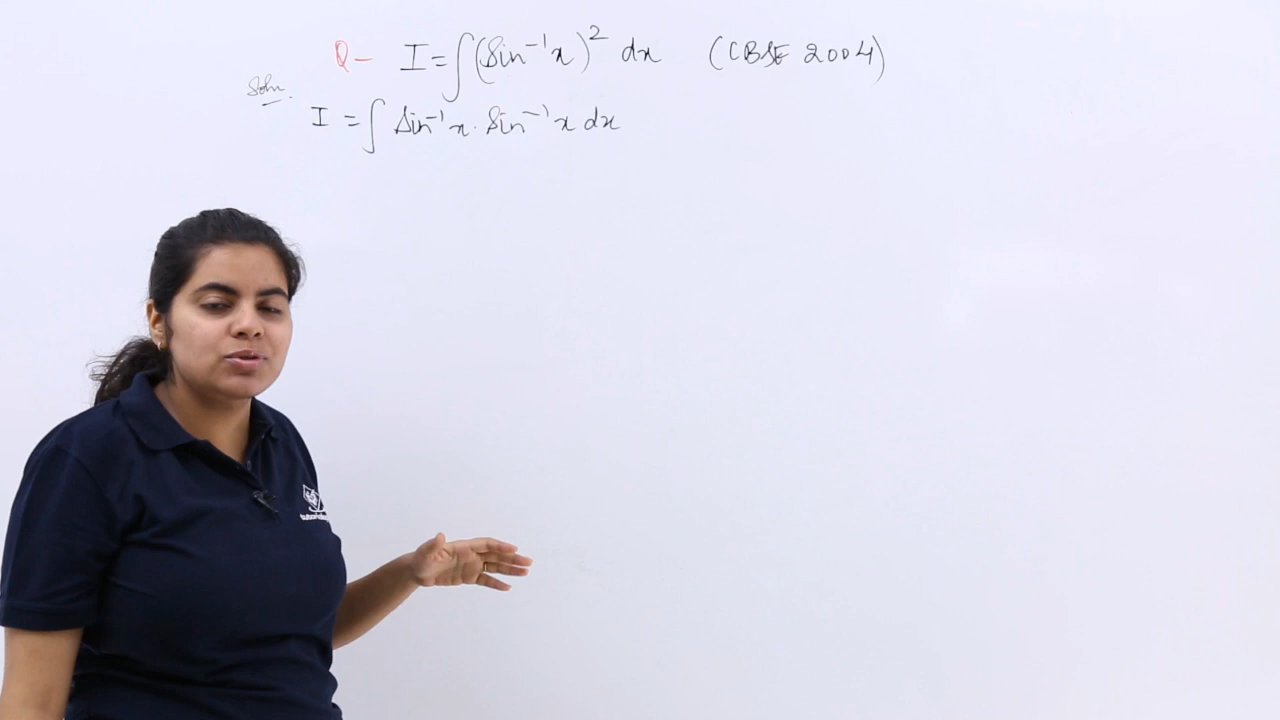 Q- I=∫(Sin⁻¹x)² dx (CBSE 2004)
Soln.
I=∫ Sin⁻¹x. Sin⁻¹x dx